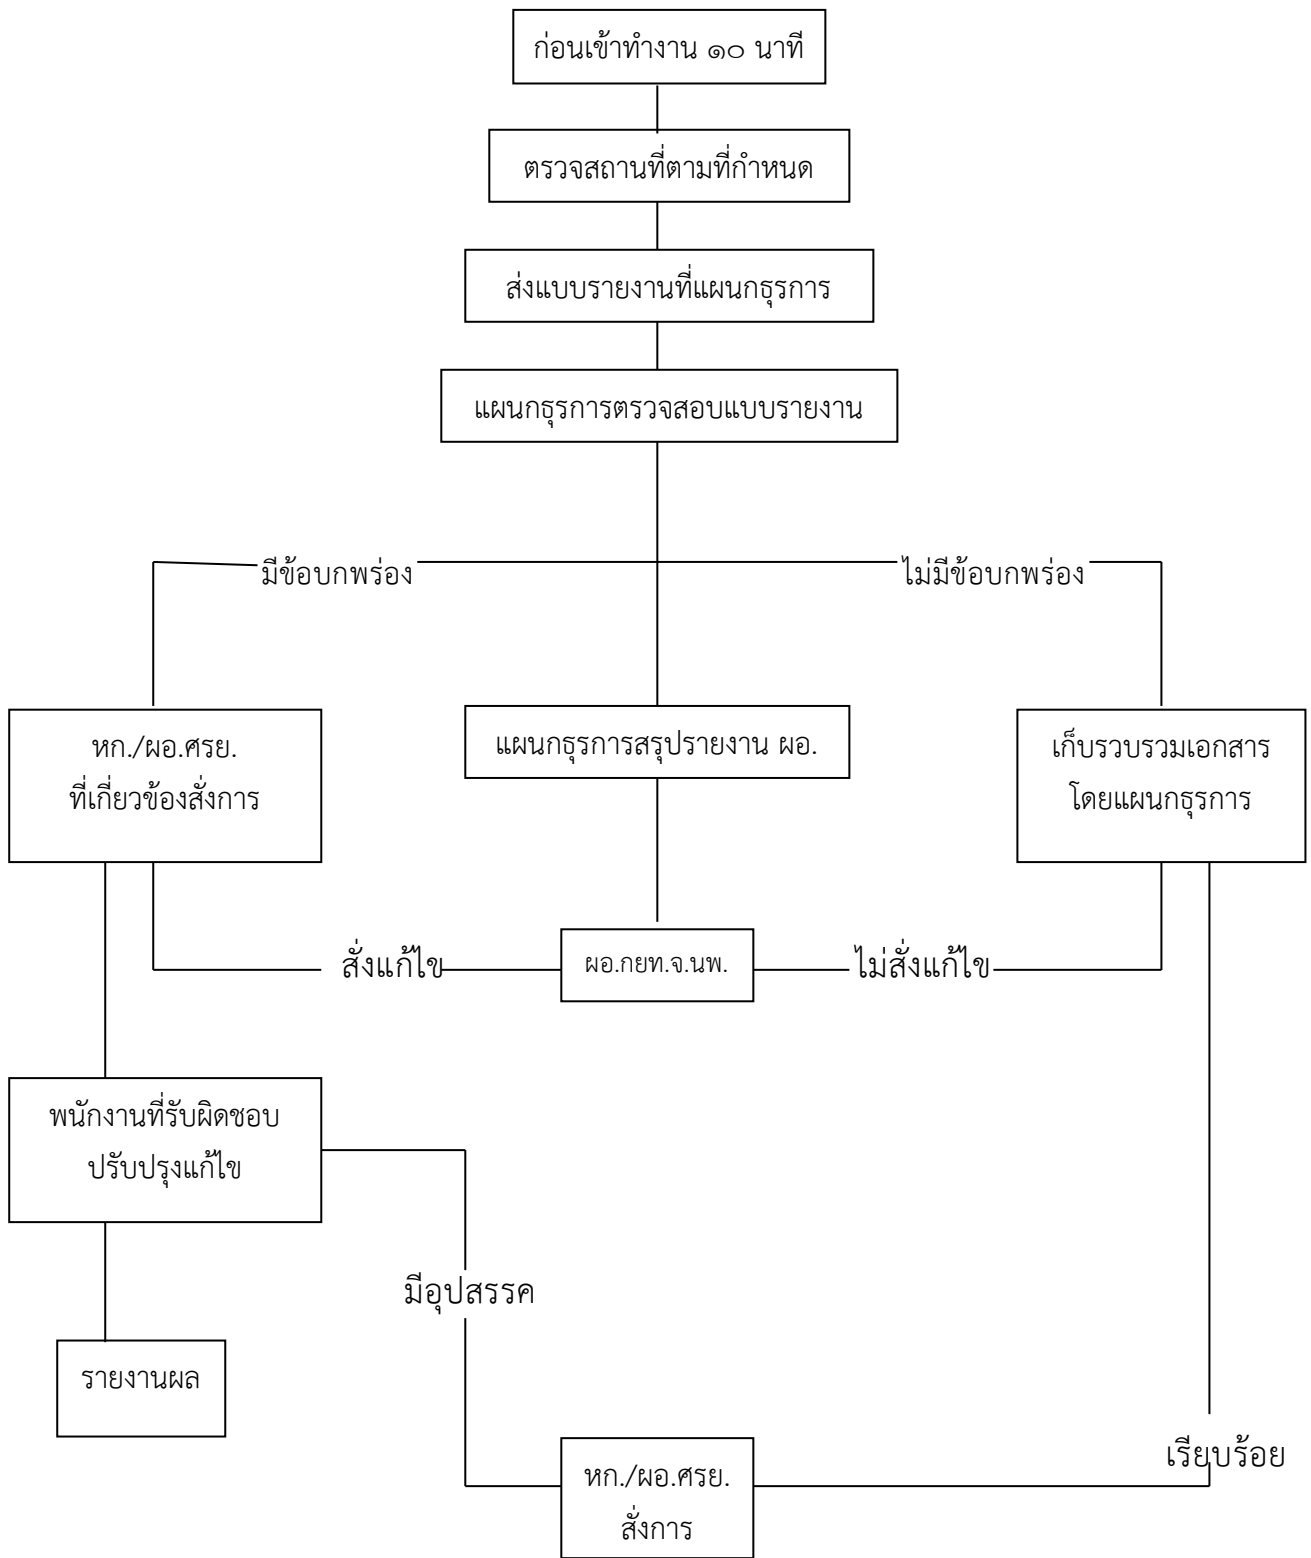 ก่อนเข้าทำงาน ๑๐ นาที
ตรวจสถานที่ตามที่กำหนด
ส่งแบบรายงานที่แผนกธุรการ
แผนกธุรการตรวจสอบแบบรายงาน
มีข้อบกพร่อง
ไม่มีข้อบกพร่อง
หก./ผอ.ศรย.
ที่เกี่ยวข้องสั่งการ
แผนกธุรการสรุปรายงาน ผอ.
เก็บรวบรวมเอกสาร
โดยแผนกธุรการ
สั่งแก้ไข
ผอ.กยท.จ.นพ.
ไม่สั่งแก้ไข
พนักงานที่รับผิดชอบ
ปรับปรุงแก้ไข
มีอุปสรรค
รายงานผล
เรียบร้อย
หก./ผอ.ศรย.
สั่งการ